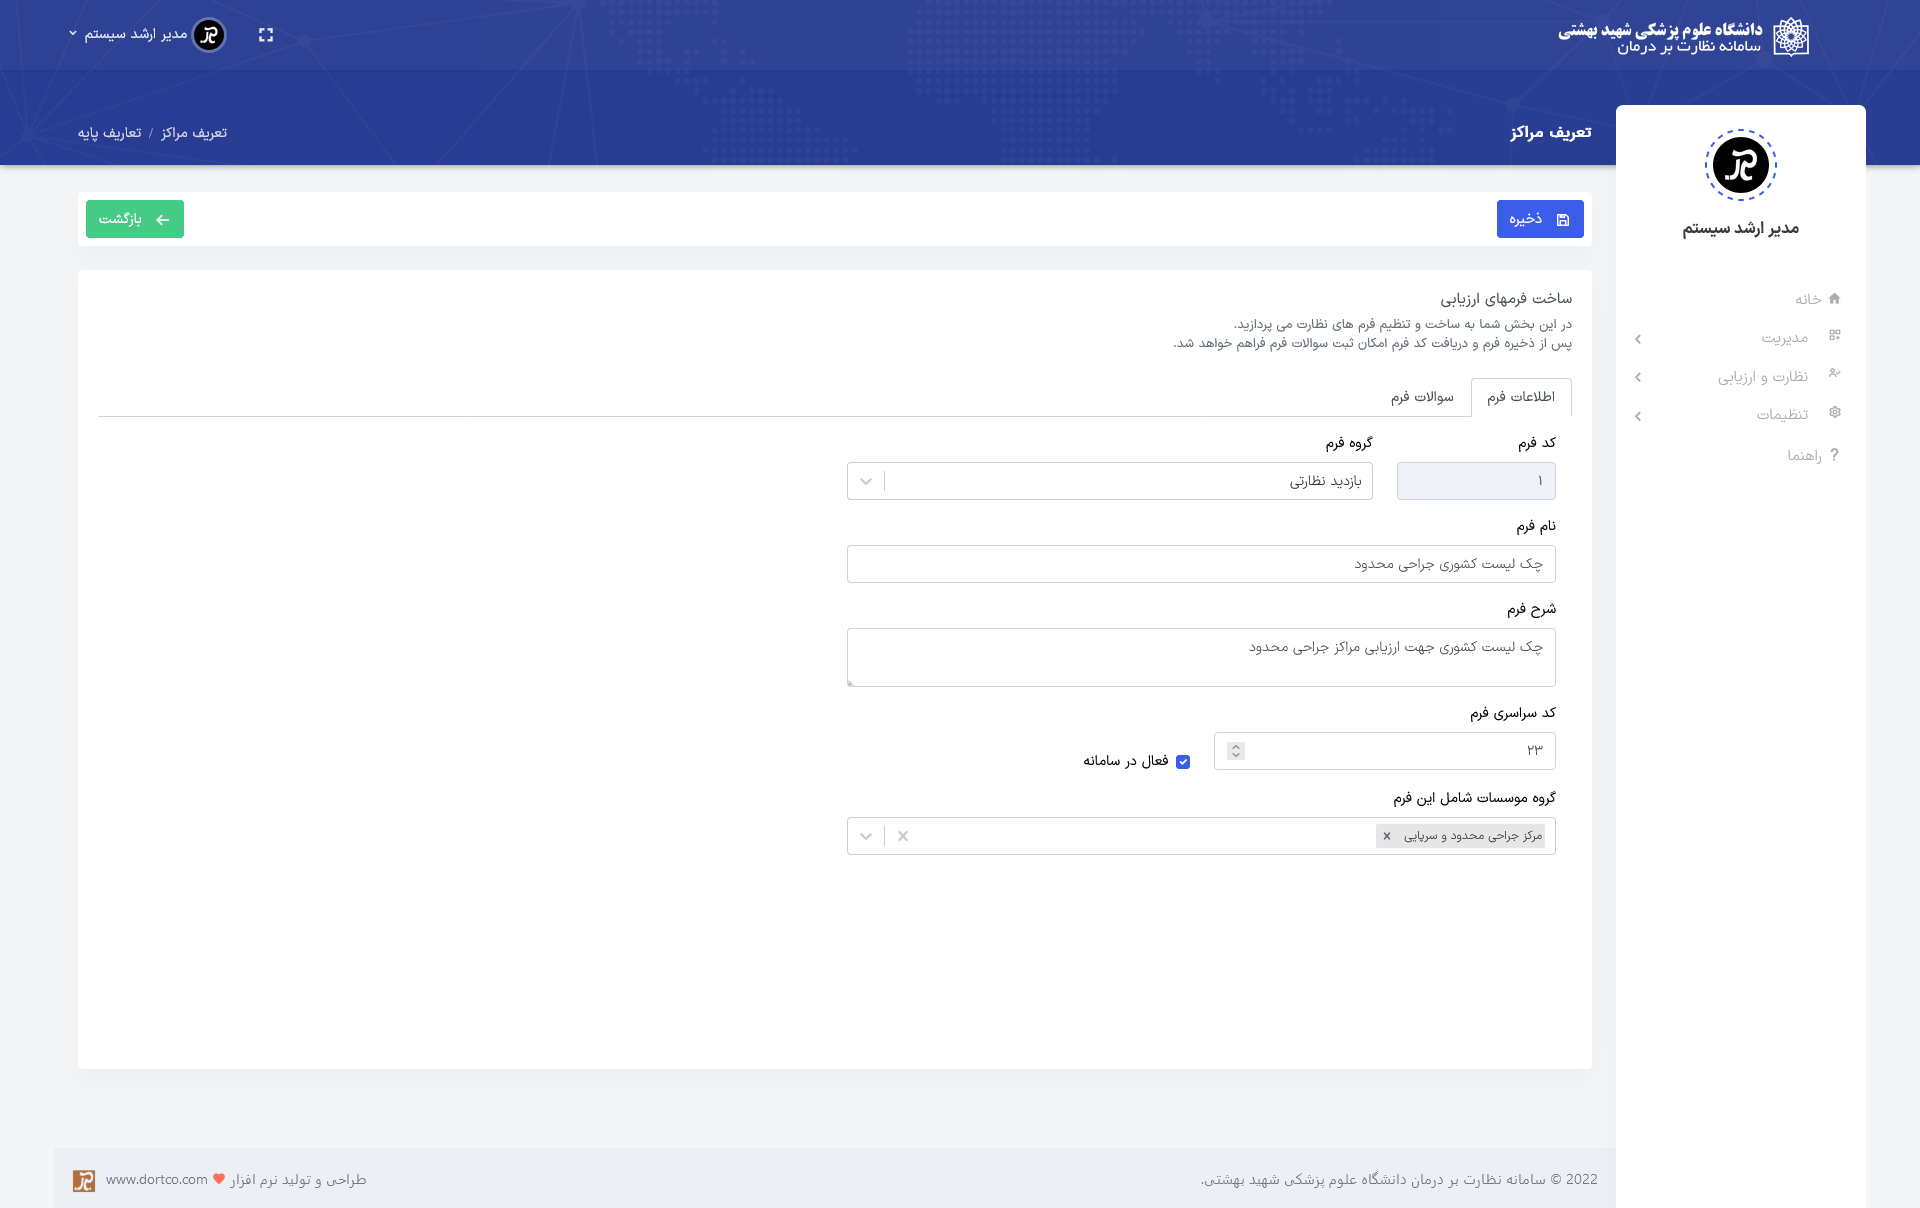 دانشگاه علوم پزشکی شهید بهشتی
سامانه نظارت بر درمان
مدیر ارشد سیستم
تعریف مراکز
تعریف مراکز / تعاریف پایه
مدیر ارشد سیستم
خانه
مدیریت
نظارت و ارزیابی
تنظیمات
راهنما
ذخیره
بازگشت
ساخت فرمهای ارزیابی
در این بخش شما به ساخت و تنظیم فرم های نظارت می پردازید.
پس از ذخیره فرم و دریافت کد فرم امکان ثبت سوالات فرم فراهم خواهد شد.
اطلاعات فرم
سوالات فرم
کد فرم
گروه فرم
۱
بازدید نظارتی
نام فرم
چک لیست کشوری جراحی محدود
شرح فرم
چک لیست کشوری جهت ارزیابی مراکز جراحی محدود
کد سراسری فرم
۲۳
فعال در سامانه
گروه موسسات شامل این فرم
مرکز جراحی محدود و سرپایی
2022 © سامانه نظارت بر درمان دانشگاه علوم پزشکی شهید بهشتی.
طراحی و تولید نرم افزار ❤ www.dortco.com